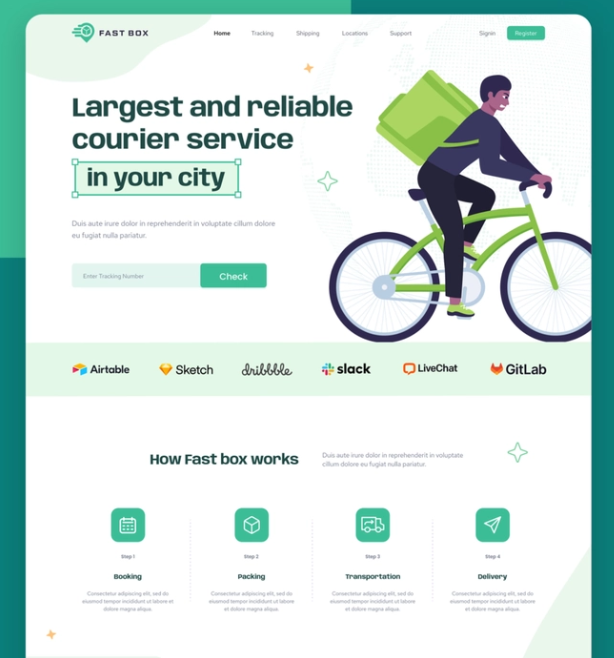 FAST BOX
Home Tracking Shipping Locations Support Signin Register
Largest and reliable
courier service
in your city
Duis aute irure dolor in reprehenderit in voluptate cillum dolore
eu fugiat nulla pariatur.
Enter Tracking Number Check
Airtable Sketch dribbble slack LiveChat GitLab
How Fast box works
Duis aute irure dolor in reprehenderit in voluptate
cillum dolore eu fugiat nulla pariatur.
Step 1
Booking
Consectetur adipiscing elit, sed do
eiusmod tempor incididunt ut labore et
dolore magna aliqua.
Step 2
Packing
Consectetur adipiscing elit, sed do
eiusmod tempor incididunt ut labore
et dolore magna aliqua.
Step 3
Transportation
Consectetur adipiscing elit, sed do
eiusmod tempor incididunt ut labore
et dolore magna aliqua.
Step 4
Delivery
Consectetur adipiscing elit, sed do
eiusmod tempor incididunt ut labore et
dolore magna aliqua.